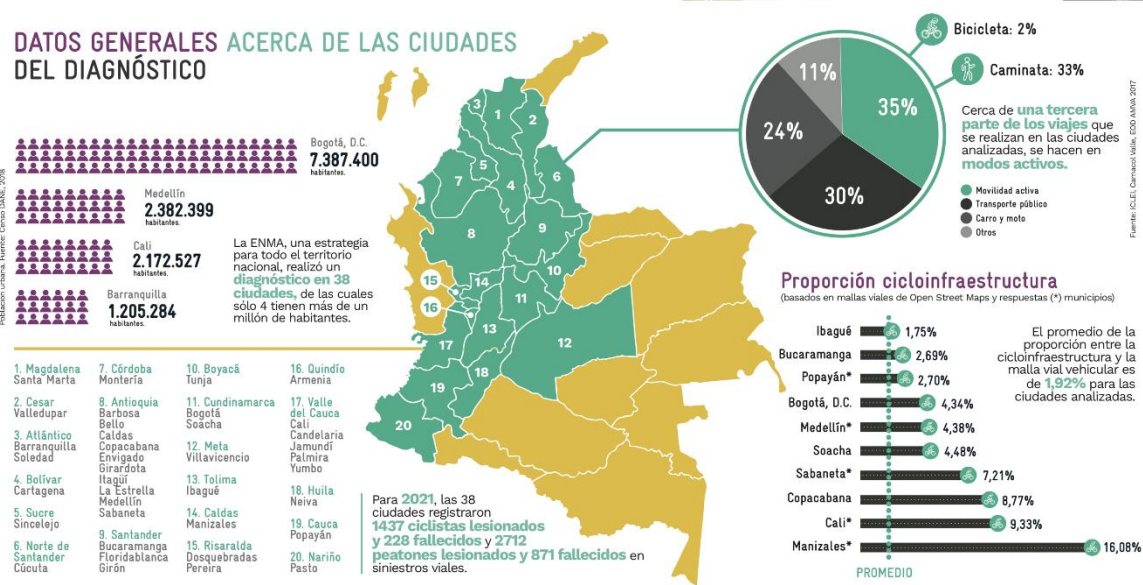 DATOS GENERALES ACERCA DE LAS CIUDADES
DEL DIAGNÓSTICO
Bogotá, D.C.
7.387.400
habitantes.
Medellín
2.382.399
habitantes.
Cali
2.172.527
habitantes.
Barranquilla
1.205.284
habitantes.
Población urbana. Fuente: Censo DANE, 2018
La ENMA, una estrategia
para todo el territorio
nacional, realizó un
diagnóstico en 38
ciudades, de las cuales
sólo 4 tienen más de un
millón de habitantes.
1. Magdalena
Santa Marta
2. Cesar
Valledupar
3. Atlántico
Barranquilla
Soledad
4. Bolívar
Cartagena
5. Sucre
Sincelejo
6. Norte de
Santander
Cúcuta
7. Córdoba
Montería
8. Antioquia
Barbosa
Bello
Caldas
Copacabana
Envigado
Girardota
Itagüí
La Estrella
Medellín
Sabaneta
9. Santander
Bucaramanga
Floridablanca
Girón
10. Boyacá
Tunja
11. Cundinamarca
Bogotá
Soacha
12. Meta
Villavicencio
13. Tolima
Ibagué
14. Caldas
Manizales
15. Risaralda
Dosquebradas
Pereira
16. Quindío
Armenia
17. Valle
del Cauca
Cali
Candelaria
Jamundí
Palmira
Yumbo
18. Huila
Neiva
19. Cauca
Popayán
20. Nariño
Pasto
3
1
2
5
4
6
7
8
9
10
15
14
11
16
13
12
17
18
19
20
Para 2021, las 38
ciudades registraron
1437 ciclistas lesionados
y 228 fallecidos y 2712
peatones lesionados y 871 fallecidos en
siniestros viales.
11%
35%
24%
30%
Bicicleta: 2%
Caminata: 33%
Cerca de una tercera
parte de los viajes que
se realizan en las ciudades
analizadas, se hacen en
modos activos.
Movilidad activa
Transporte público
Carro y moto
Otros
Fuente: ICLEI, Camacol Valle, EOD AMVA 2017
Proporción cicloinfraestructura
(basados en mallas viales de Open Street Maps y respuestas (*) municipios)
Ibagué 1,75%
Bucaramanga 2,69%
Popayán* 2,70%
Bogotá, D.C. 4,34%
Medellín* 4,38%
Soacha 4,48%
Sabaneta* 7,21%
Copacabana 8,77%
Cali* 9,33%
Manizales* 16,08%
PROMEDIO
El promedio de la
proporción entre la
cicloinfraestructura y la
malla vial vehicular es
de 1,92% para las
ciudades analizadas.